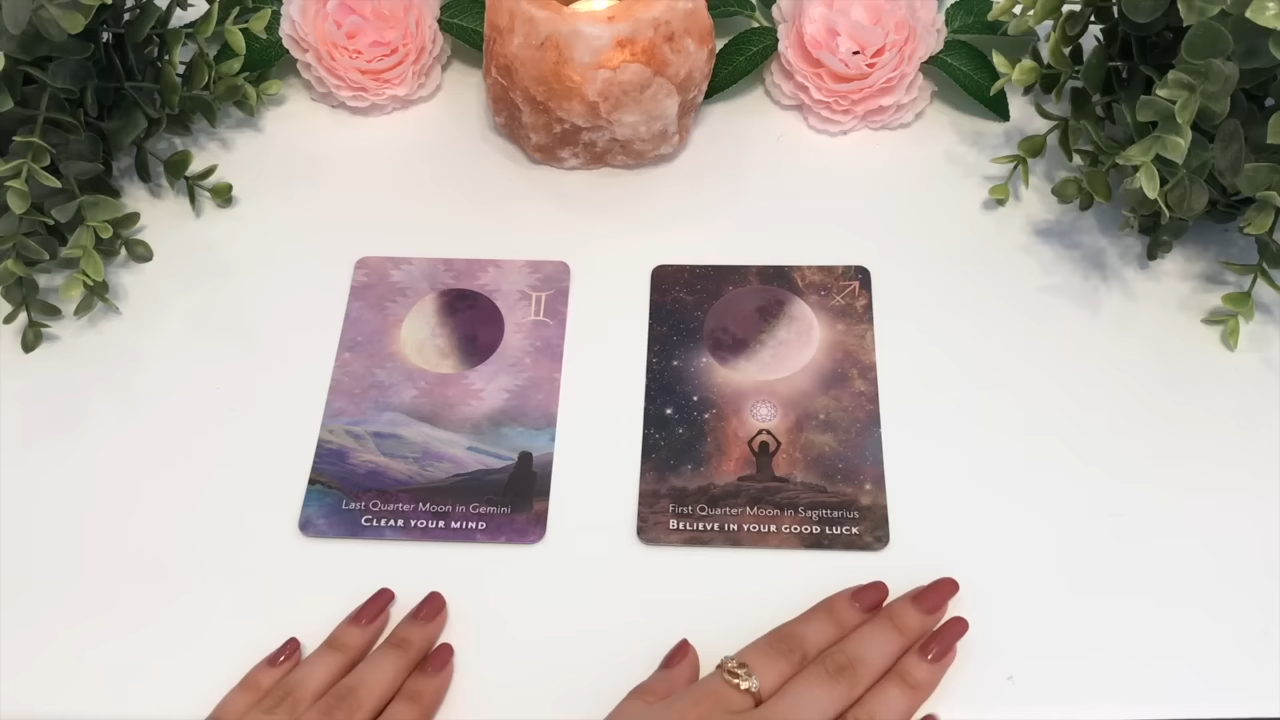 Last Quarter Moon in Gemini
CLEAR YOUR MIND
First Quarter Moon in Sagittarius
BELIEVE IN YOUR GOOD LUCK